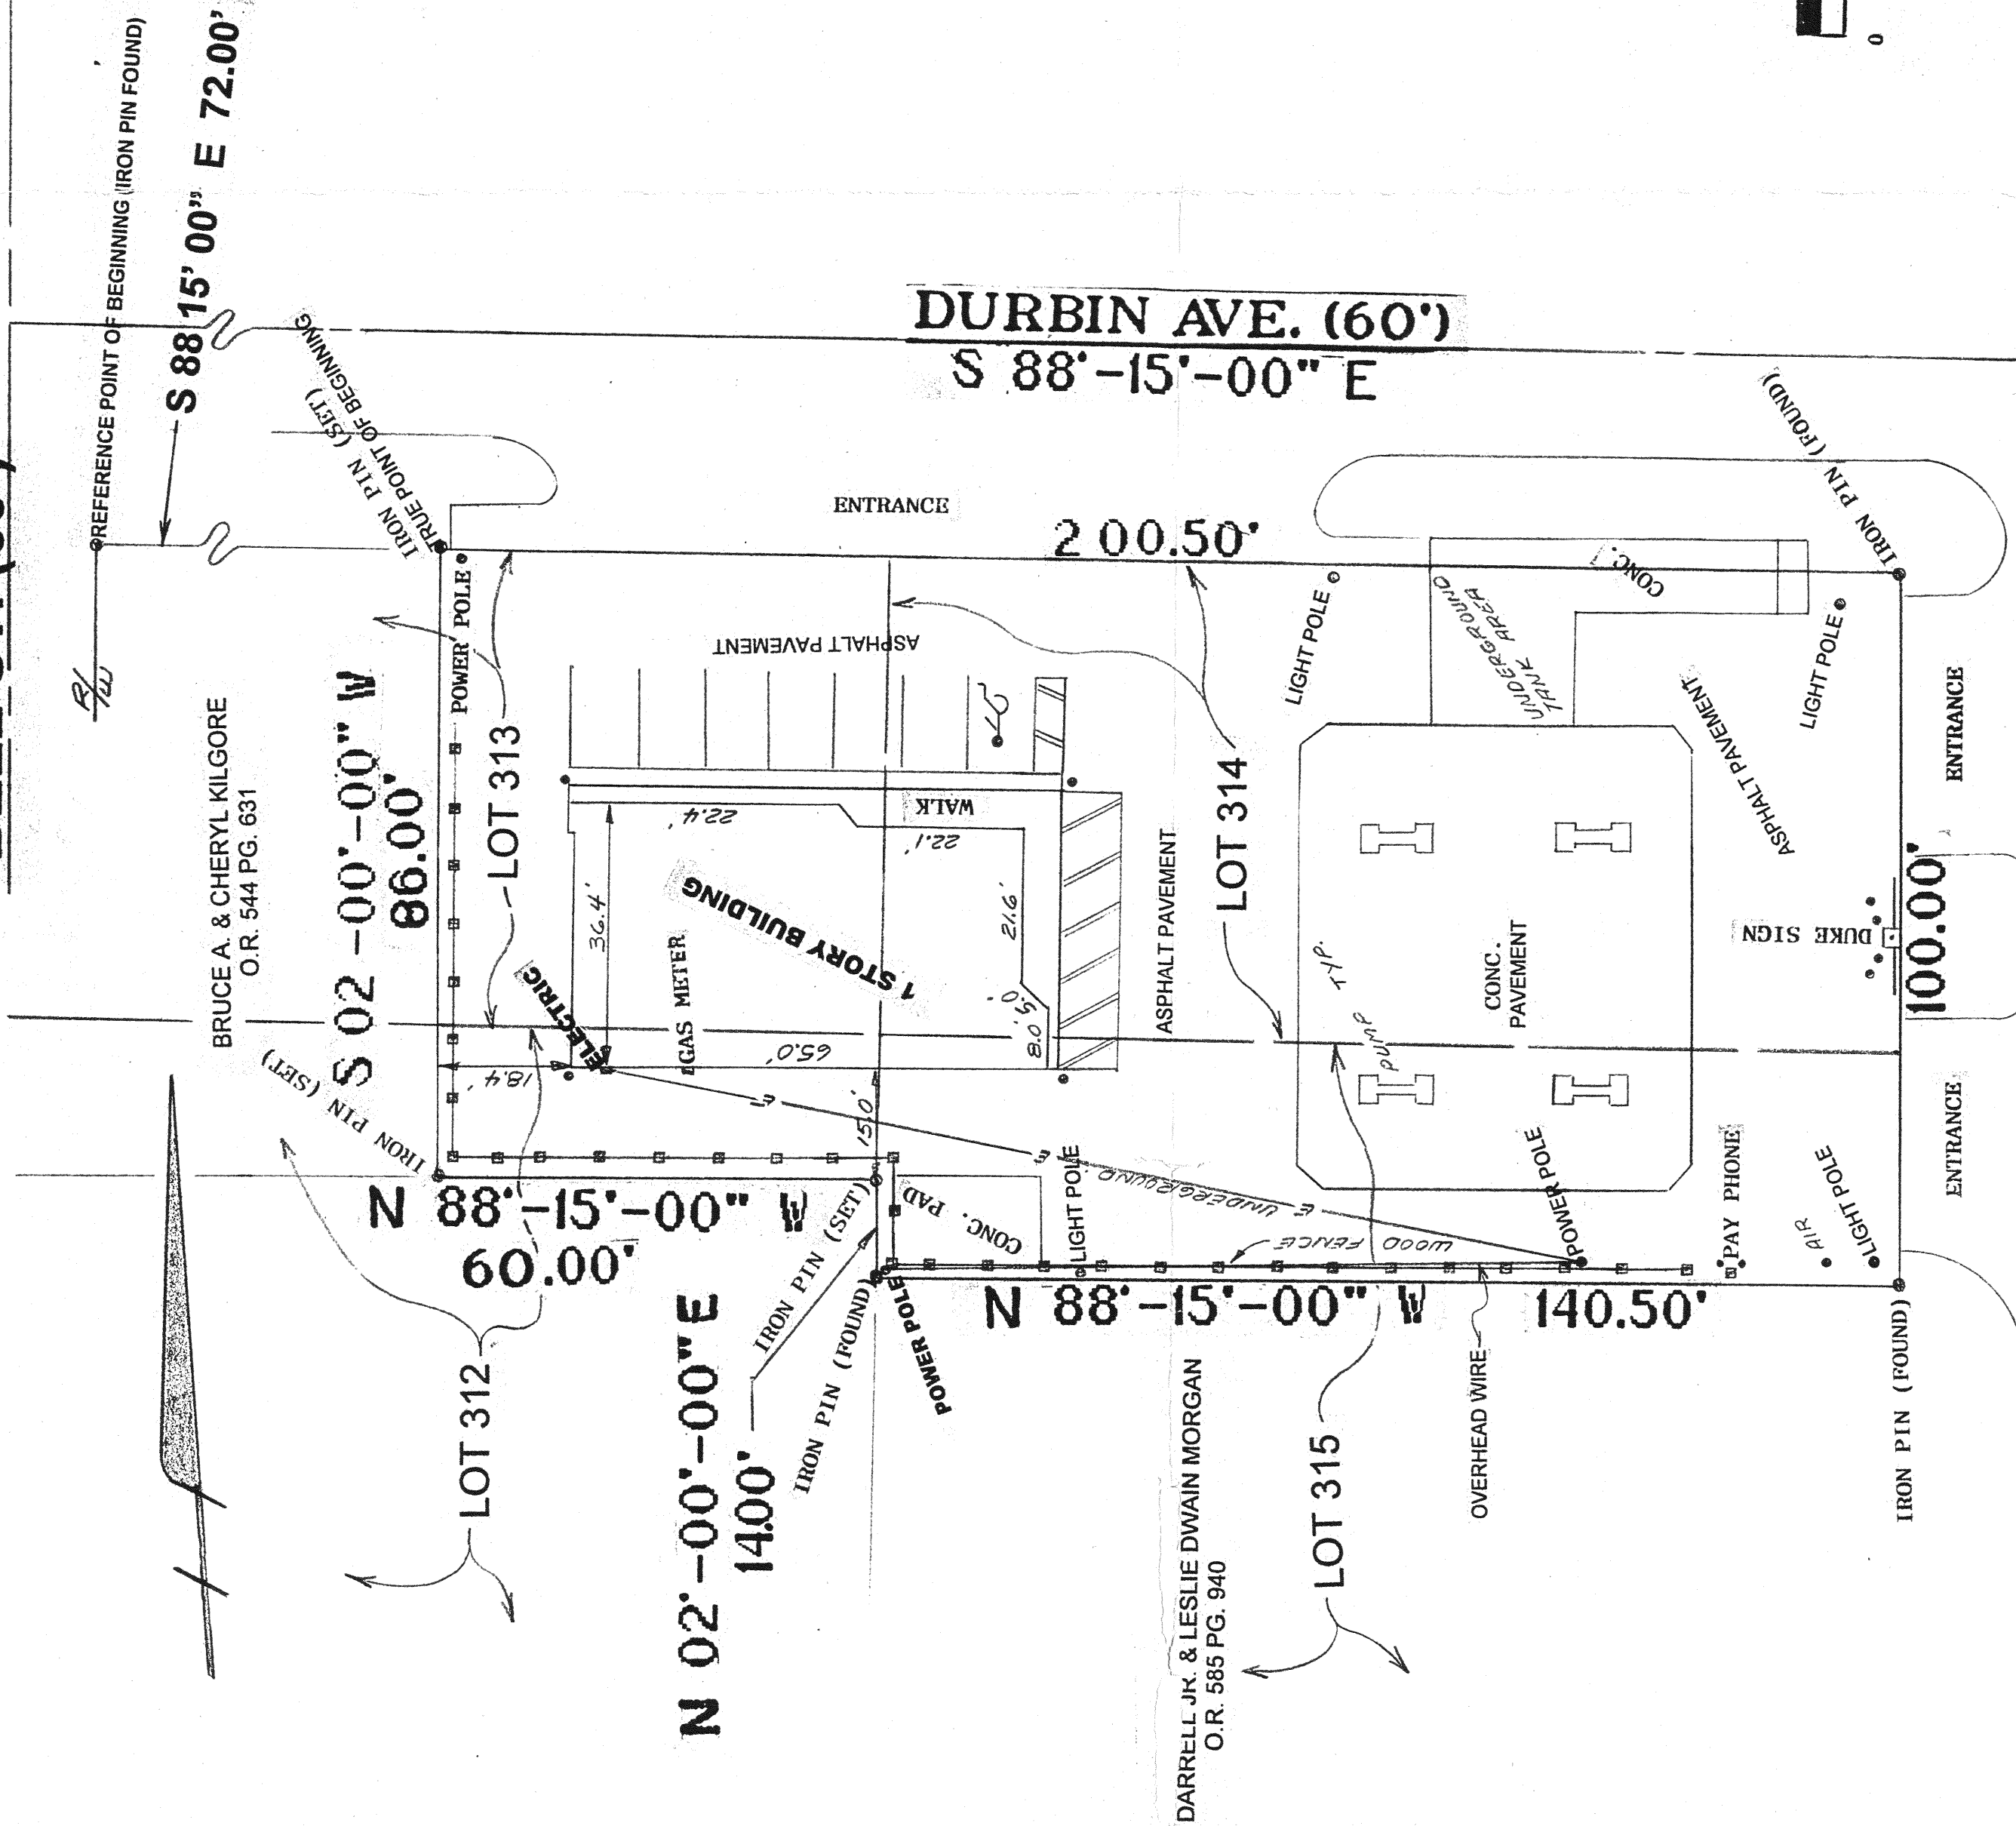 REFERENCE POINT OF BEGINNING (IRON PIN FOUND)
S 88 15' 00" E 72.00'
IRON PIN (SET)
TRUE POINT OF BEGINNING
DURBIN AVE. (60')
S 88°-15'-00" E
ENTRANCE
200.50'
IRON PIN (FOUND)
R/W
BRUCE A. & CHERYL KILGORE
O.R. 544 PG. 631
S 02°-00'-00" W
86.00'
POWER POLE
LOT 313
ASPHALT PAVEMENT
LIGHT POLE
UNDERGROUND
TANK AREA
CONC.
LIGHT POLE
ASPHALT PAVEMENT
ENTRANCE
WALK
22.4'
22.1'
36.4'
21.6'
5.0'
8.0'
65.0'
18.4'
15.0'
1 STORY BUILDING
ELECTRIC
GAS METER
ASPHALT PAVEMENT
LOT 314
PUMP TYP.
CONC.
PAVEMENT
DUKE SIGN
100.00'
ENTRANCE
IRON PIN (SET)
N 88°-15'-00" W
60.00'
LOT 312
N 02°-00'-00" E
14.00'
IRON PIN (SET)
IRON PIN (FOUND)
POWER POLE
CONC. PAD
LIGHT POLE
E
E
E UNDERGROUND
WOOD FENCE
POWER POLE
PAY PHONE
AIR
LIGHT POLE
N 88°-15'-00" W 140.50'
OVERHEAD WIRE
DARRELL JR. & LESLIE DWAIN MORGAN
O.R. 585 PG. 940
LOT 315
IRON PIN (FOUND)
0